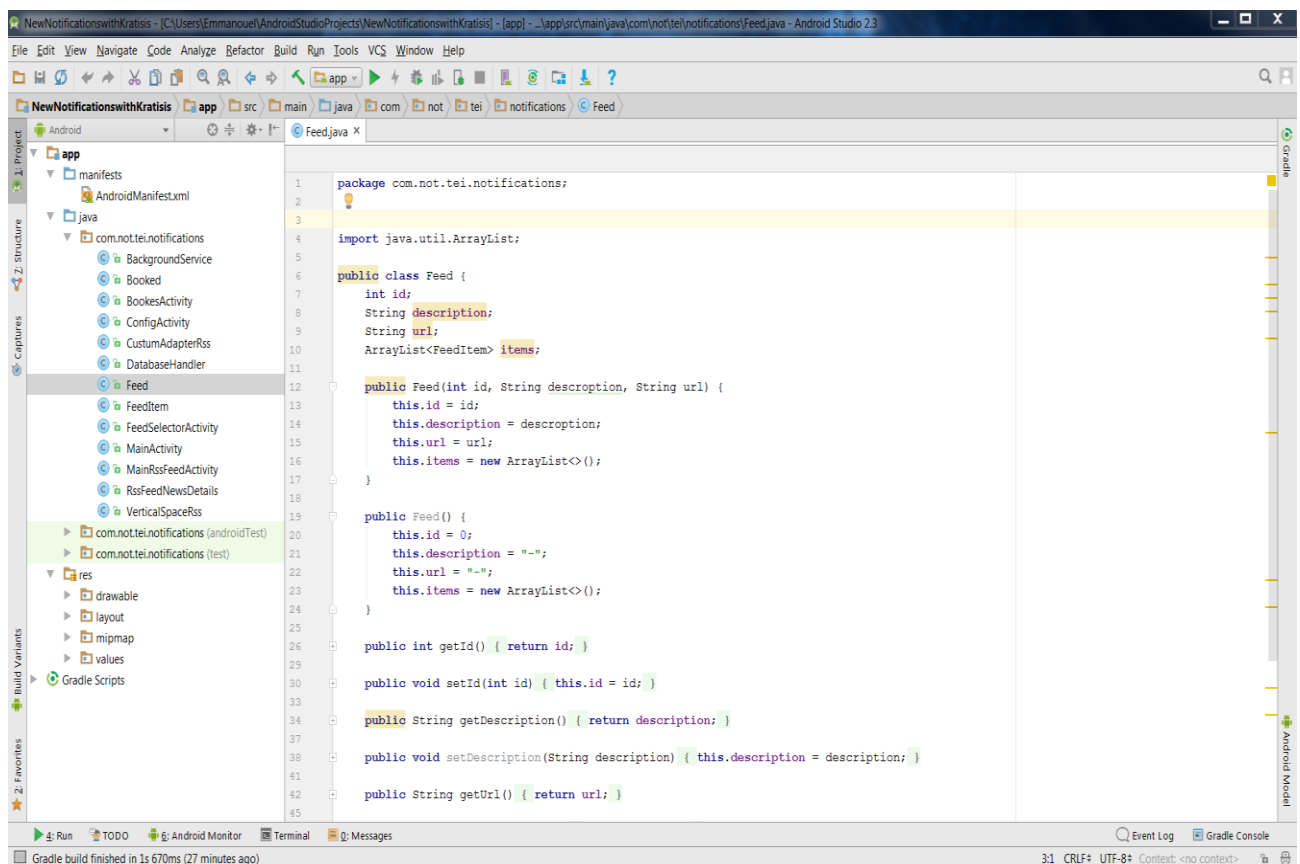 NewNotificationswithKratisis - [C:\Users\Emmanouel\AndroidStudioProjects\NewNotificationswithKratisis] - [app] - ...\app\src\main\java\com\not\tei\notifications\Feed.java - Android Studio 2.3
File Edit View Navigate Code Analyze Refactor Build Run Tools VCS Window Help
app
NewNotificationswithKratisis app src main java com not tei notifications Feed
Android
Feed.java
1: Project
Z: Structure
Captures
Build Variants
2: Favorites
app
manifests
AndroidManifest.xml
java
com.not.tei.notifications
BackgroundService
Booked
BookesActivity
ConfigActivity
CustumAdapterRss
DatabaseHandler
Feed
FeedItem
FeedSelectorActivity
MainActivity
MainRssFeedActivity
RssFeedNewsDetails
VerticalSpaceRss
com.not.tei.notifications (androidTest)
com.not.tei.notifications (test)
res
drawable
layout
mipmap
values
Gradle Scripts
1 package com.not.tei.notifications;
2
3
4 import java.util.ArrayList;
5
6 public class Feed {
7 int id;
8 String description;
9 String url;
10 ArrayList<FeedItem> items;
11
12 public Feed(int id, String descroption, String url) {
13 this.id = id;
14 this.description = descroption;
15 this.url = url;
16 this.items = new ArrayList<>();
17 }
18
19 public Feed() {
20 this.id = 0;
21 this.description = "-";
22 this.url = "-";
23 this.items = new ArrayList<>();
24 }
25
26 public int getId() { return id; }
29
30 public void setId(int id) { this.id = id; }
33
34 public String getDescription() { return description; }
37
38 public void setDescription(String description) { this.description = description; }
41
42 public String getUrl() { return url; }
45
Gradle
Android Model
4: Run TODO 6: Android Monitor Terminal 0: Messages Event Log Gradle Console
Gradle build finished in 1s 670ms (27 minutes ago) 3:1 CRLF UTF-8 Context: <no context>